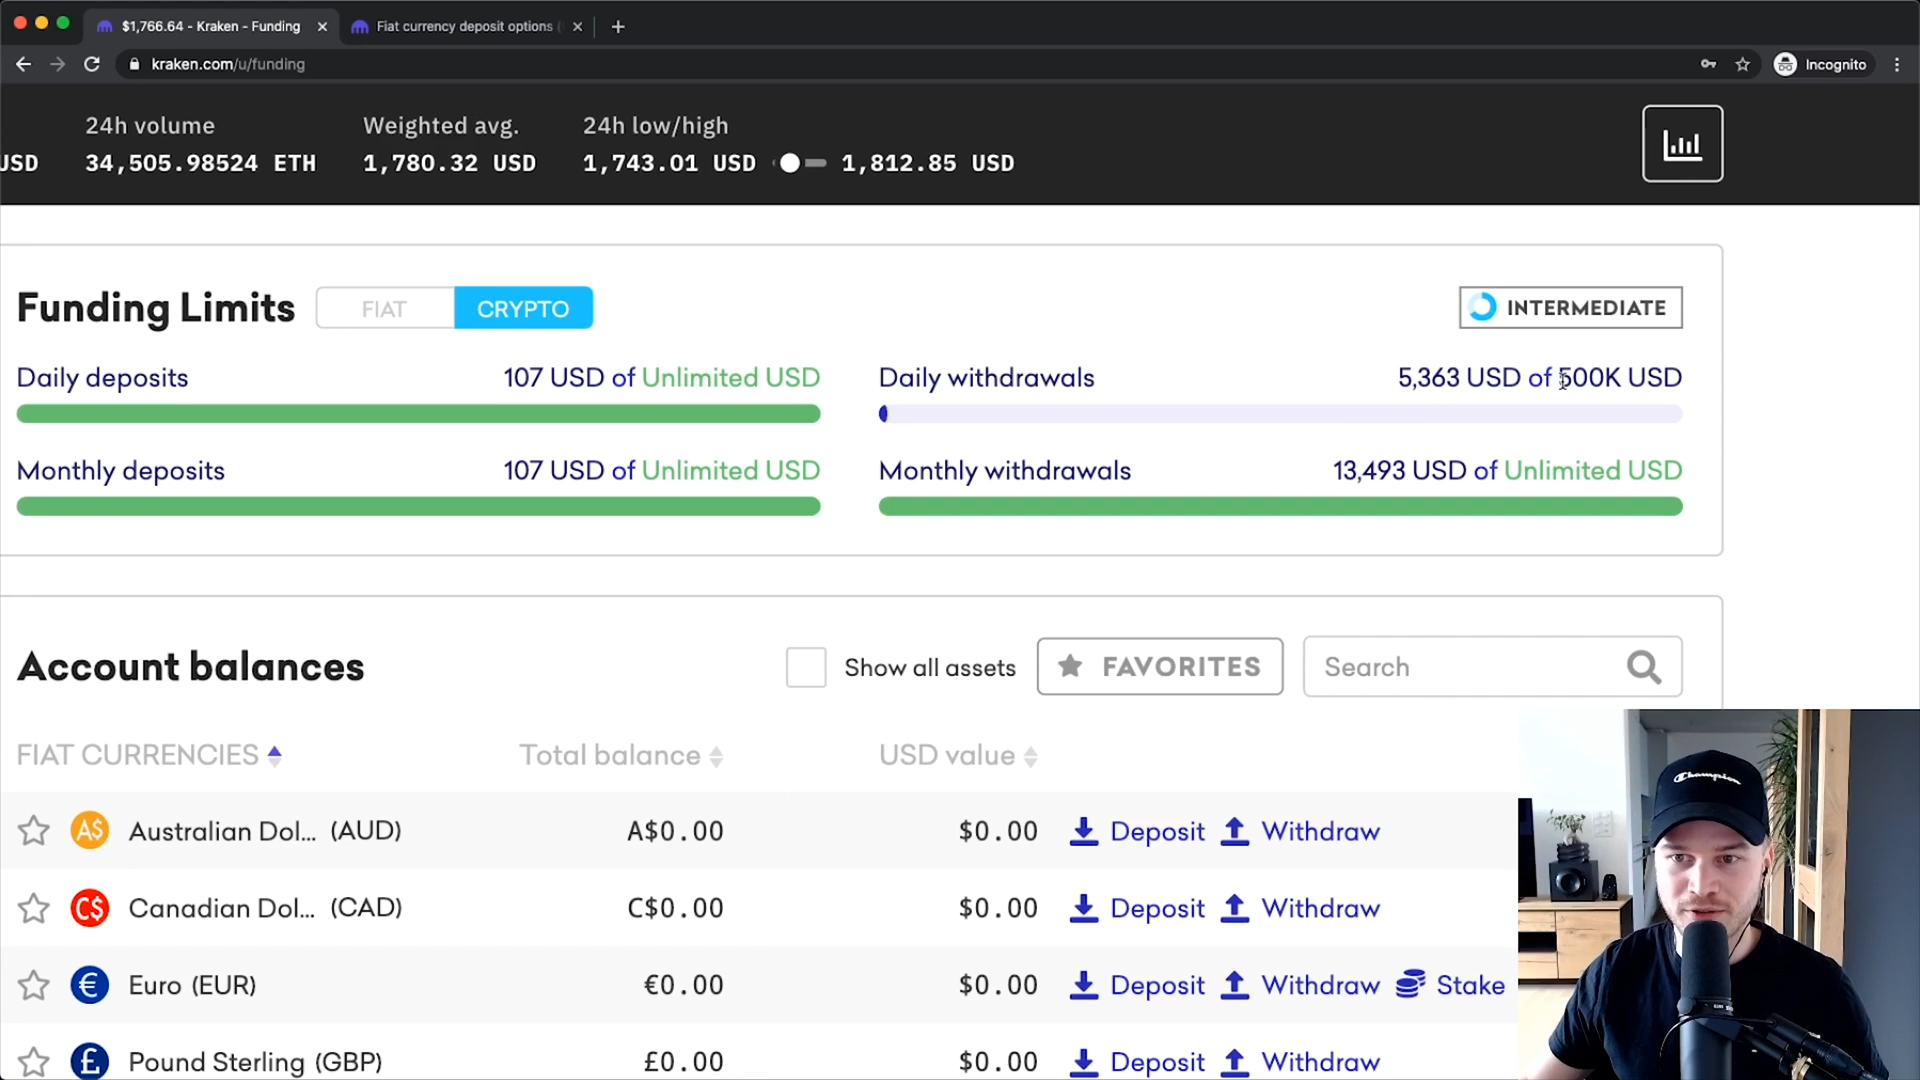 $1,766.64 - Kraken - Funding
Fiat currency deposit options
kraken.com/u/funding
Incognito
24h volume Weighted avg. 24h low/high
USD 34,505.98524 ETH 1,780.32 USD 1,743.01 USD 1,812.85 USD
Funding Limits FIAT CRYPTO INTERMEDIATE
Daily deposits 107 USD of Unlimited USD Daily withdrawals 5,363 USD of 500K USD
Monthly deposits 107 USD of Unlimited USD Monthly withdrawals 13,493 USD of Unlimited USD
Account balances Show all assets FAVORITES Search
FIAT CURRENCIES Total balance USD value
A$ Australian Dol... (AUD) A$0.00 $0.00 Deposit Withdraw
C$ Canadian Dol... (CAD) C$0.00 $0.00 Deposit Withdraw
€ Euro (EUR) €0.00 $0.00 Deposit Withdraw Stake
£ Pound Sterling (GBP) £0.00 $0.00 Deposit Withdraw
Champion